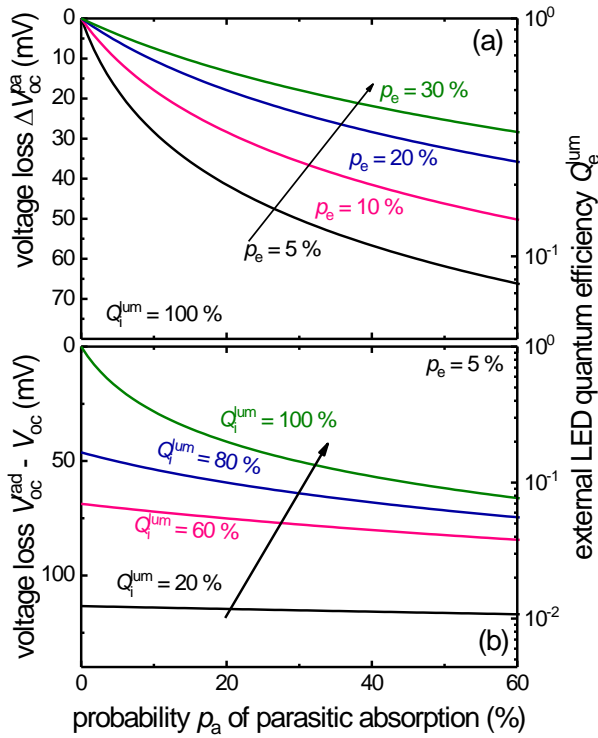 (a)
voltage loss ΔV_oc^pa (mV)
0
10
20
30
40
50
60
70
p_e = 30 %
p_e = 20 %
p_e = 10 %
p_e = 5 %
Q_i^lum = 100 %
10^0
10^-1
external LED quantum efficiency Q_e^lum
voltage loss V_oc^rad - V_oc (mV)
0
50
100
p_e = 5 %
Q_i^lum = 100 %
Q_i^lum = 80 %
Q_i^lum = 60 %
Q_i^lum = 20 %
(b)
10^0
10^-1
10^-2
0 20 40 60
probability p_a of parasitic absorption (%)